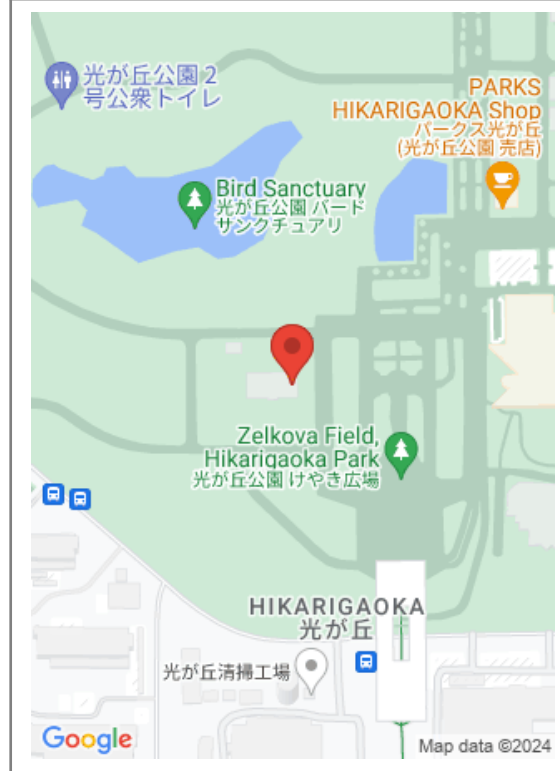 光が丘公園 2
号公衆トイレ
PARKS
HIKARIGAOKA Shop
パークス光が丘
(光が丘公園 売店)
Bird Sanctuary
光が丘公園 バード
サンクチュアリ
Zelkova Field,
Hikarigaoka Park
光が丘公園 けやき広場
HIKARIGAOKA
光が丘
光が丘清掃工場
Google
Map data ©2024